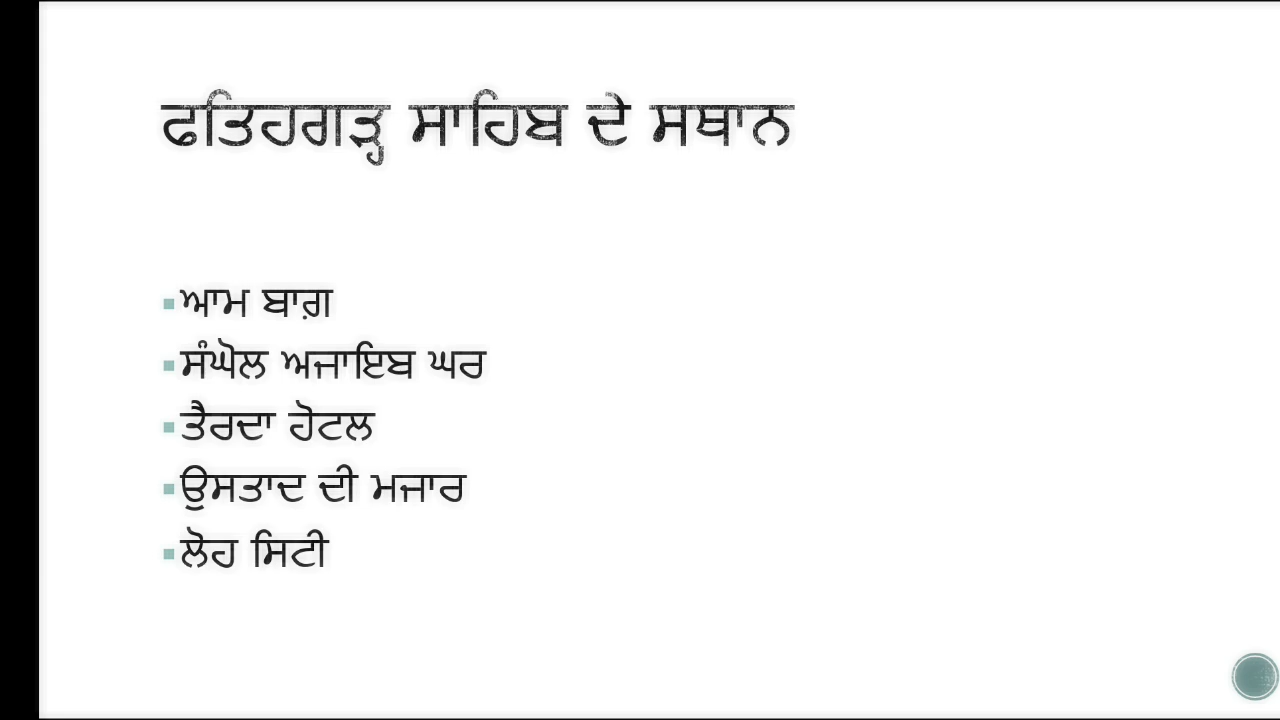 ਫਤਿਹਗੜ੍ਹ ਸਾਹਿਬ ਦੇ ਸਥਾਨ
ਆਮ ਬਾਗ਼
ਸੰਘੋਲ ਅਜਾਇਬ ਘਰ
ਤੈਰਦਾ ਹੋਟਲ
ਉਸਤਾਦ ਦੀ ਮਜਾਰ
ਲੋਹ ਸਿਟੀ